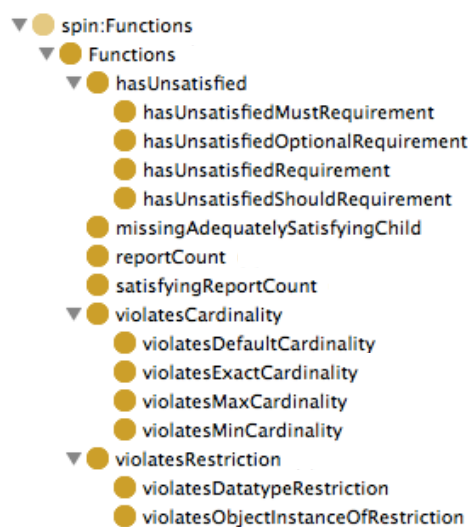 spin:Functions
Functions
hasUnsatisfied
hasUnsatisfiedMustRequirement
hasUnsatisfiedOptionalRequirement
hasUnsatisfiedRequirement
hasUnsatisfiedShouldRequirement
missingAdequatelySatisfyingChild
reportCount
satisfyingReportCount
violatesCardinality
violatesDefaultCardinality
violatesExactCardinality
violatesMaxCardinality
violatesMinCardinality
violatesRestriction
violatesDatatypeRestriction
violatesObjectInstanceOfRestriction